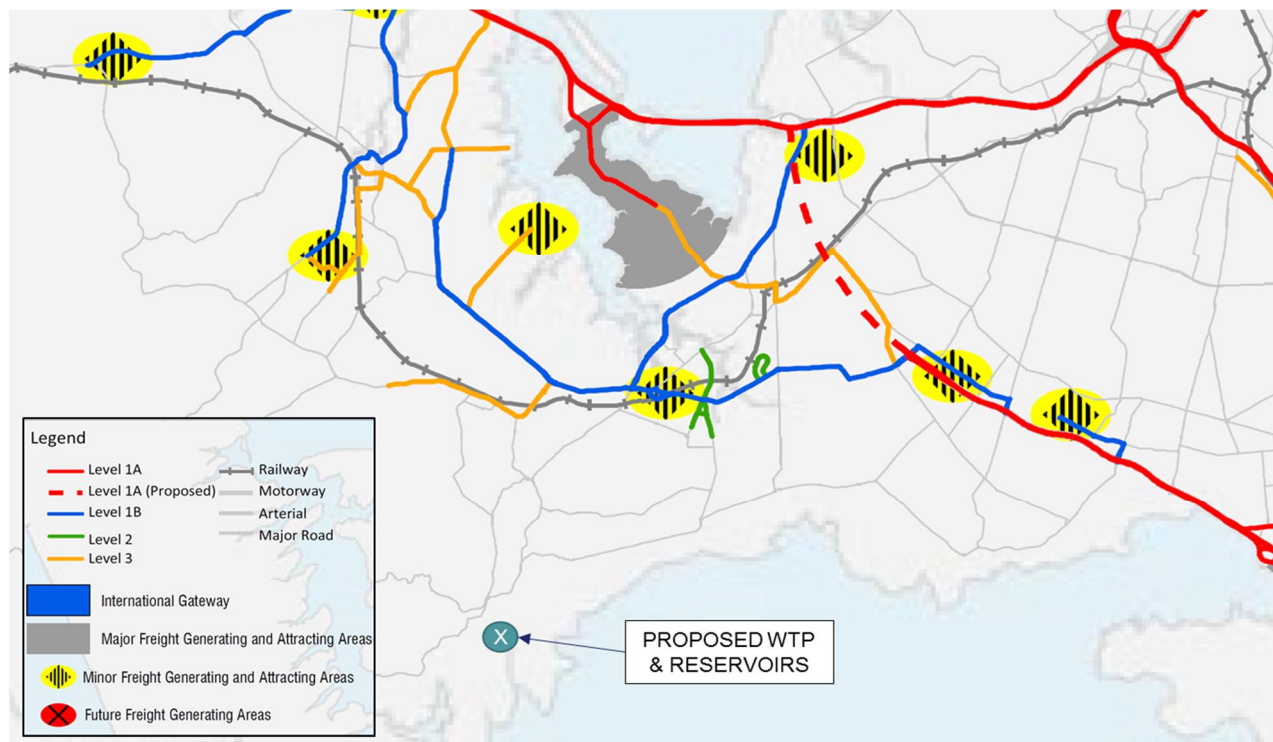 X
PROPOSED WTP
& RESERVOIRS
Legend
Level 1A
Level 1A (Proposed)
Level 1B
Level 2
Level 3
Railway
Motorway
Arterial
Major Road
International Gateway
Major Freight Generating and Attracting Areas
Minor Freight Generating and Attracting Areas
Future Freight Generating Areas